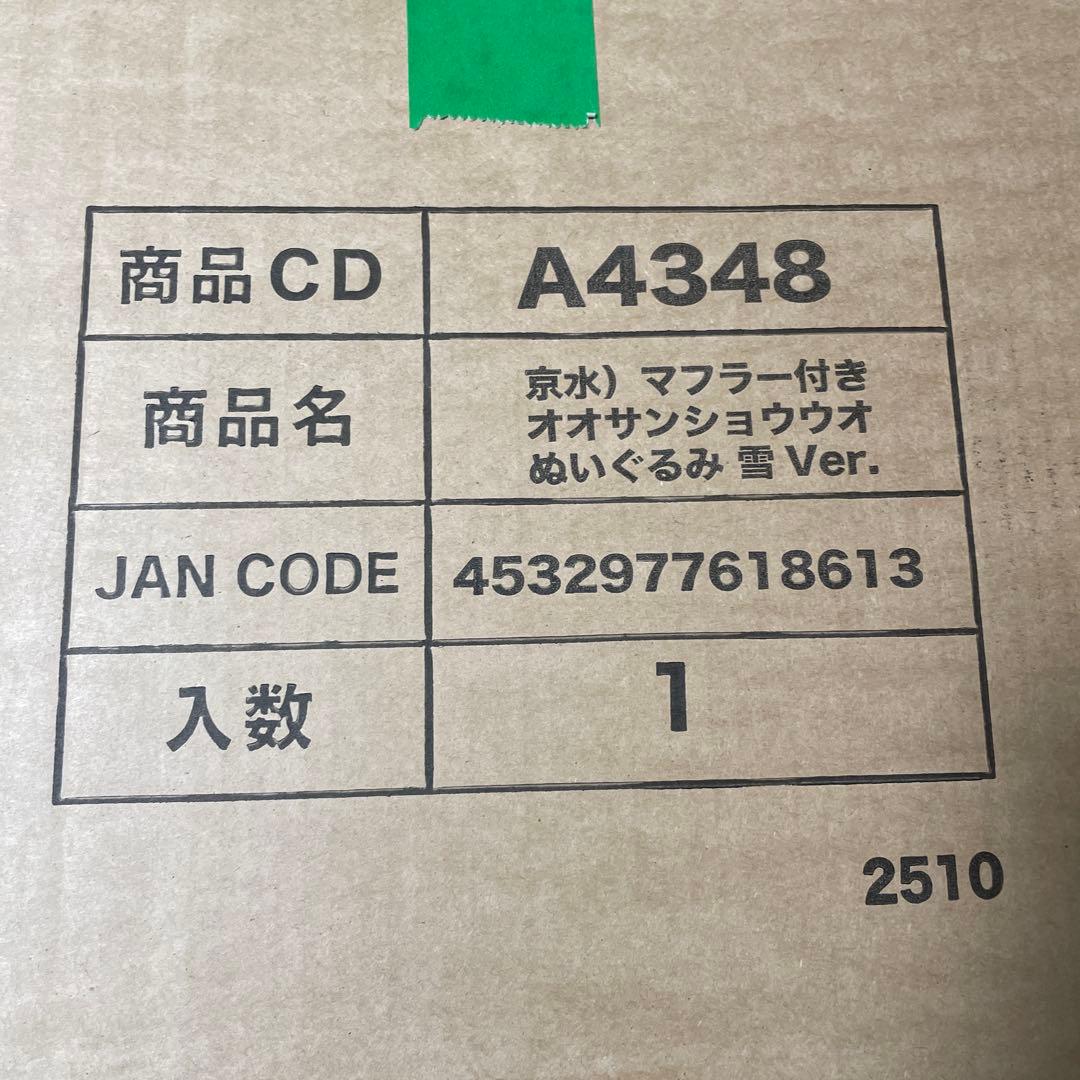 商品CD A4348
商品名
京水）マフラー付き
オオサンショウウオ
ぬいぐるみ 雪 Ver.
JAN CODE 4532977618613
入数 1
2510